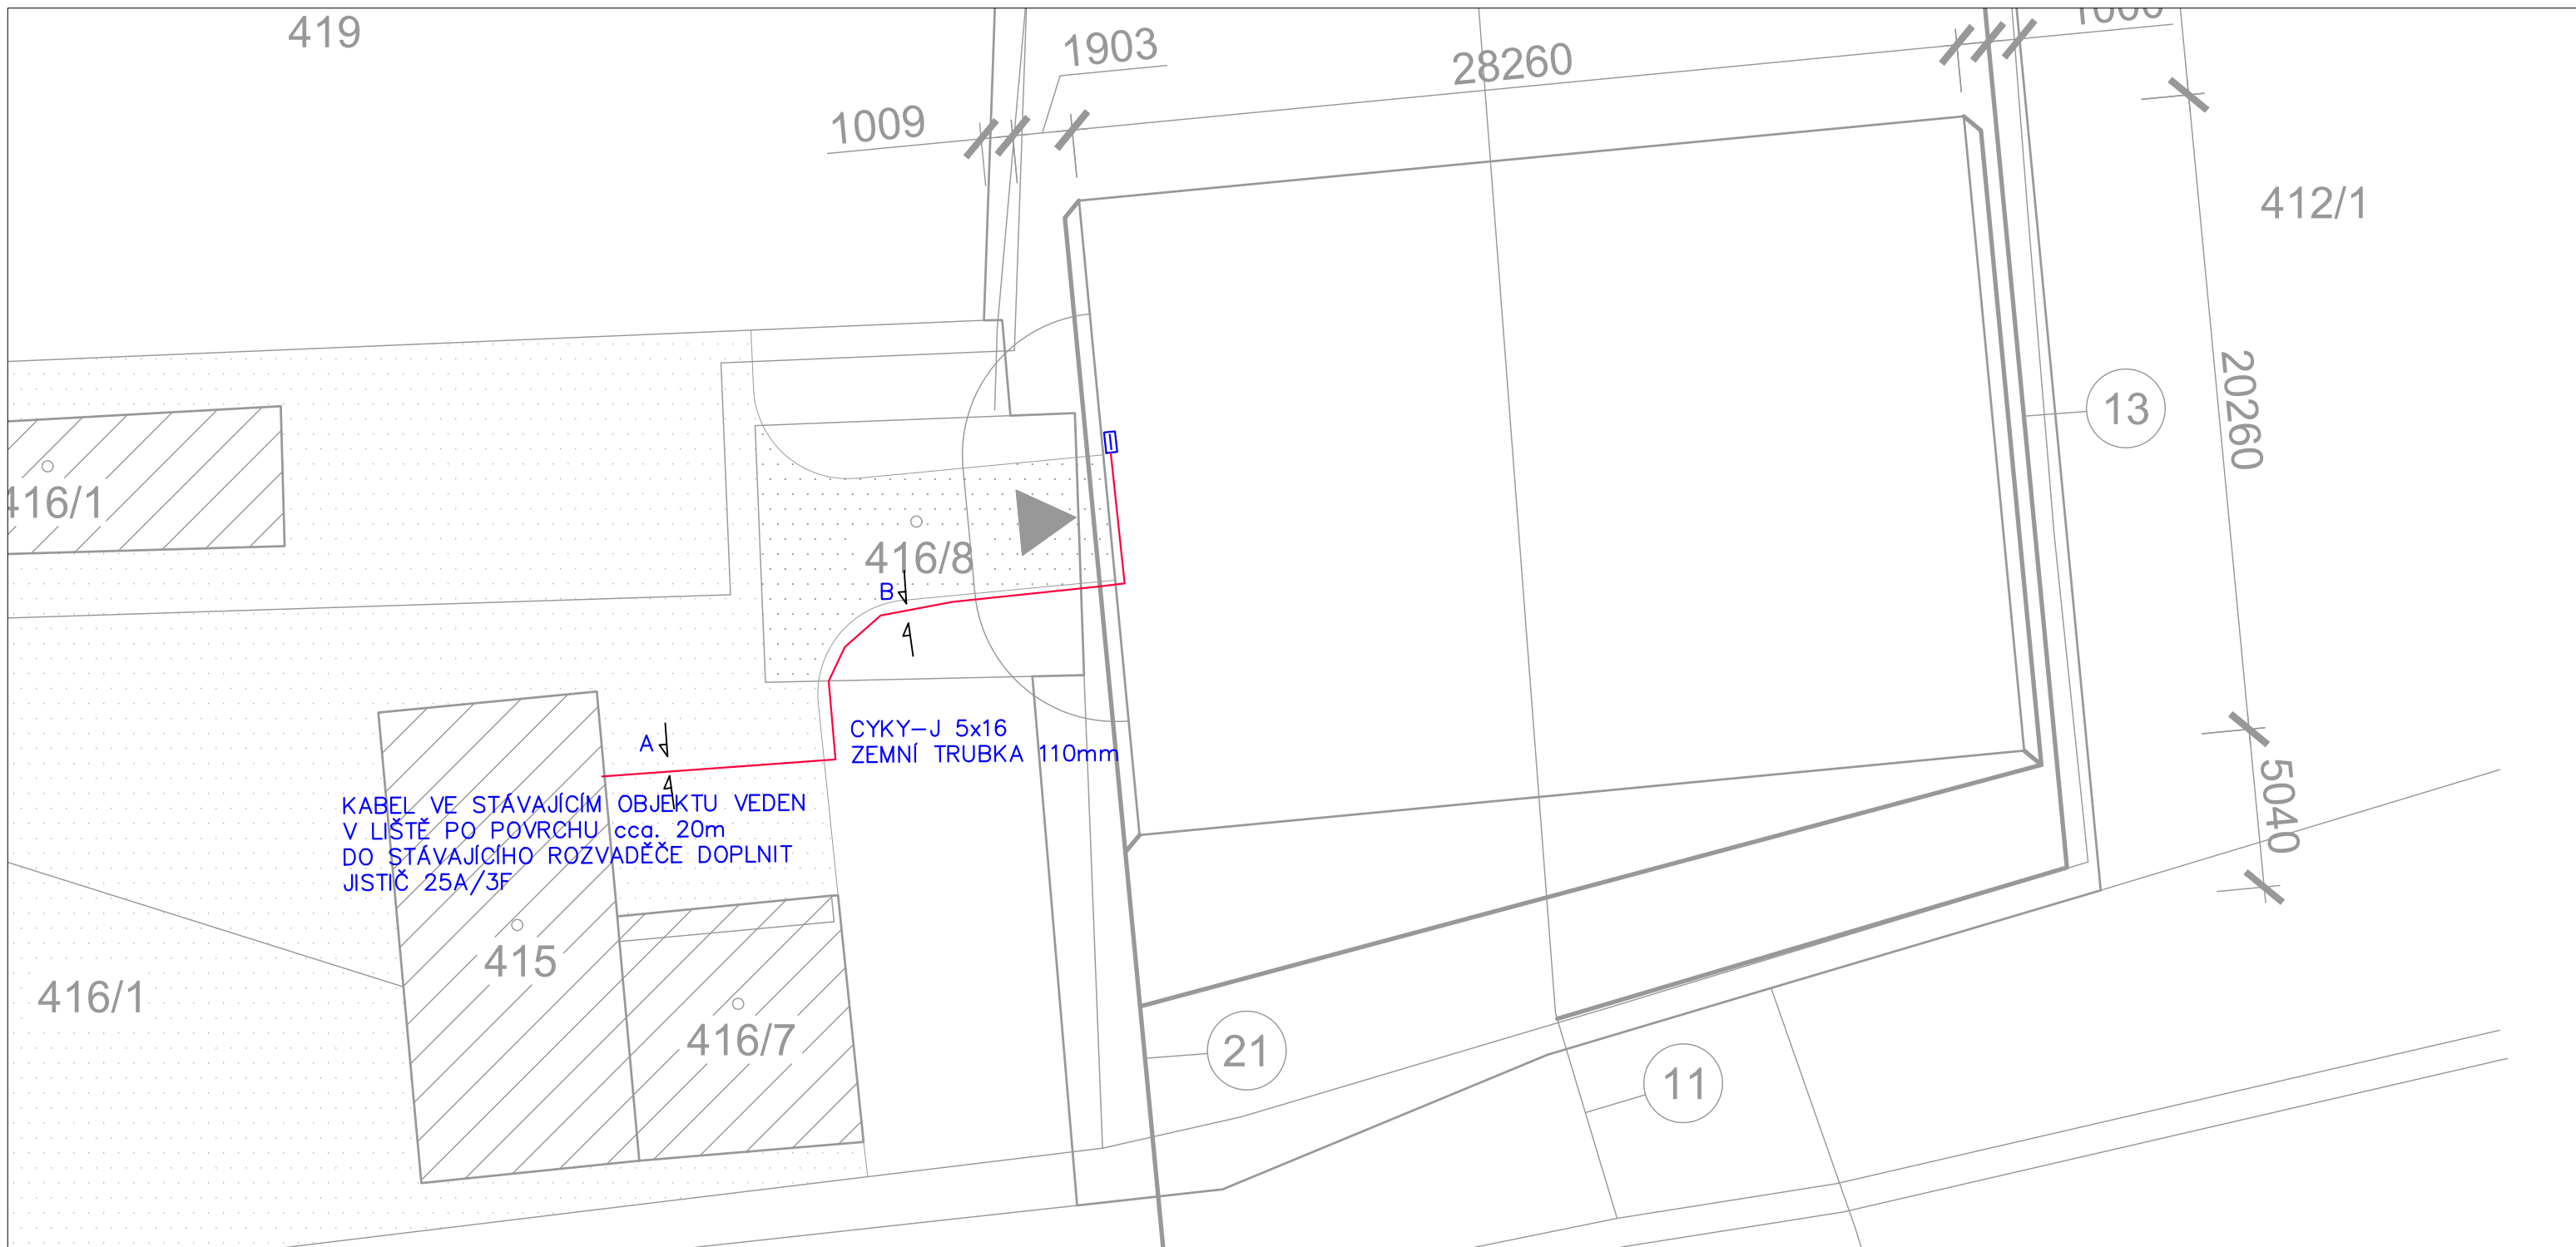 419
1903
28260
1009
412/1
13
20260
416/1
416/8
B
A
CYKY-J 5x16
ZEMNÍ TRUBKA 110mm
KABEL VE STÁVAJÍCÍM OBJEKTU VEDEN
V LIŠTĚ PO POVRCHU cca. 20m
DO STÁVAJÍCÍHO ROZVADĚČE DOPLNIT
JISTIČ 25A/3F
5040
415
416/1
416/7
21
11